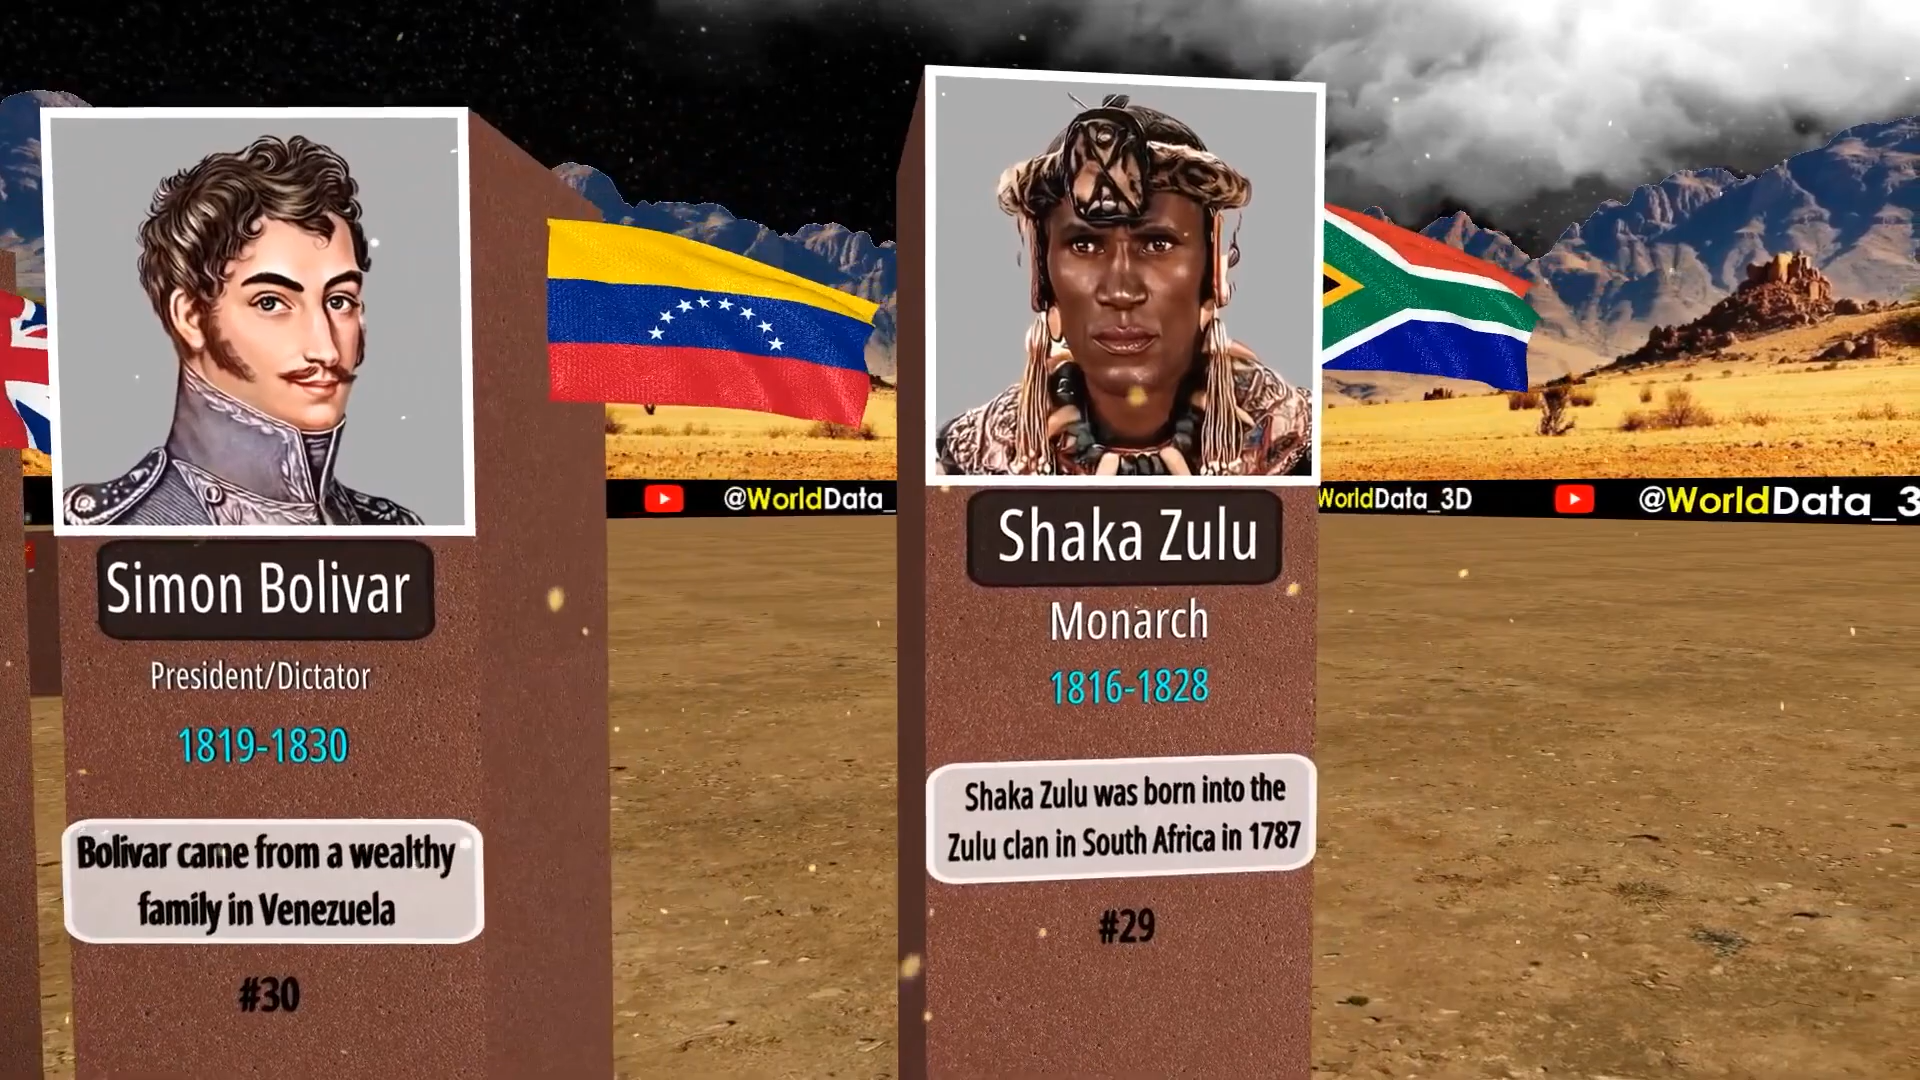 Simon Bolivar
President/Dictator
1819-1830
Bolivar came from a wealthy
family in Venezuela
#30
Shaka Zulu
Monarch
1816-1828
Shaka Zulu was born into the
Zulu clan in South Africa in 1787
#29
@WorldData_
WorldData_3D
@WorldData_3